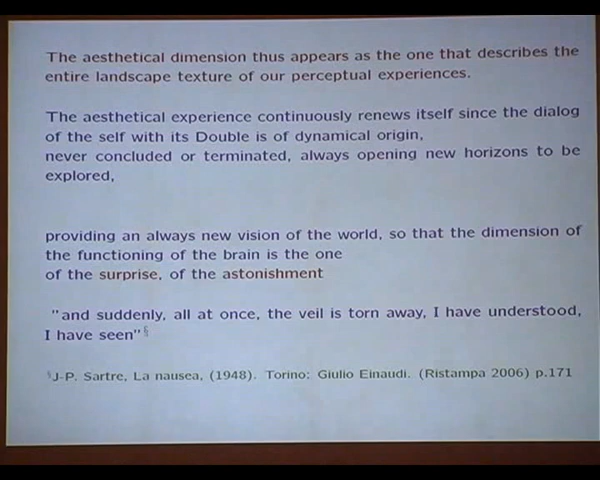 The aesthetical dimension thus appears as the one that describes the
entire landscape texture of our perceptual experiences.
The aesthetical experience continuously renews itself since the dialog
of the self with its Double is of dynamical origin,
never concluded or terminated, always opening new horizons to be
explored,
providing an always new vision of the world, so that the dimension of
the functioning of the brain is the one
of the surprise, of the astonishment
"and suddenly, all at once, the veil is torn away, I have understood,
I have seen"§
§J-P. Sartre, La nausea, (1948). Torino: Giulio Einaudi. (Ristampa 2006) p.171